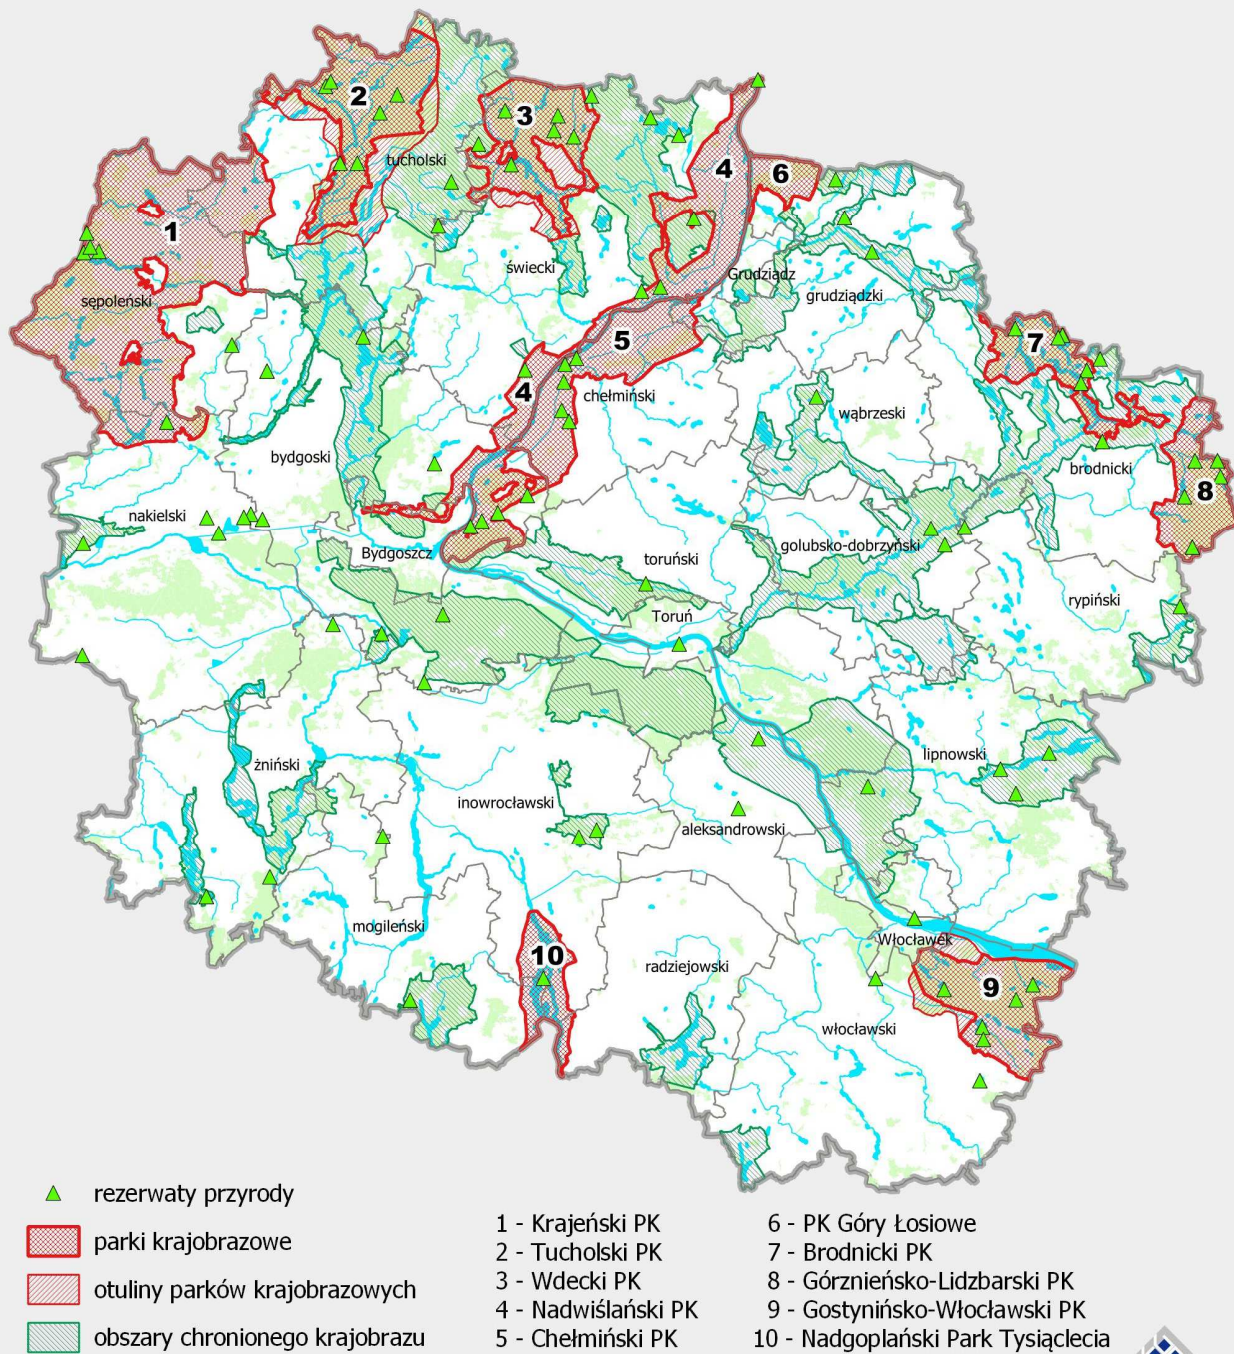 2
3
tucholski
4
6
1
świecki
Grudziądz
grudziądzki
sępoleński
5
7
4
chełmiński
wąbrzeski
bydgoski
brodnicki
8
nakielski
Bydgoszcz
toruński
golubsko-dobrzyński
Toruń
rypiński
żniński
lipnowski
inowrocławski
aleksandrowski
mogileński
10
radziejowski
Włocławek
9
włocławski
rezerwaty przyrody
parki krajobrazowe
otuliny parków krajobrazowych
obszary chronionego krajobrazu
1 - Krajeński PK
2 - Tucholski PK
3 - Wdecki PK
4 - Nadwiślański PK
5 - Chełmiński PK
6 - PK Góry Łosiowe
7 - Brodnicki PK
8 - Górznieńsko-Lidzbarski PK
9 - Gostynińsko-Włocławski PK
10 - Nadgoplański Park Tysiąclecia